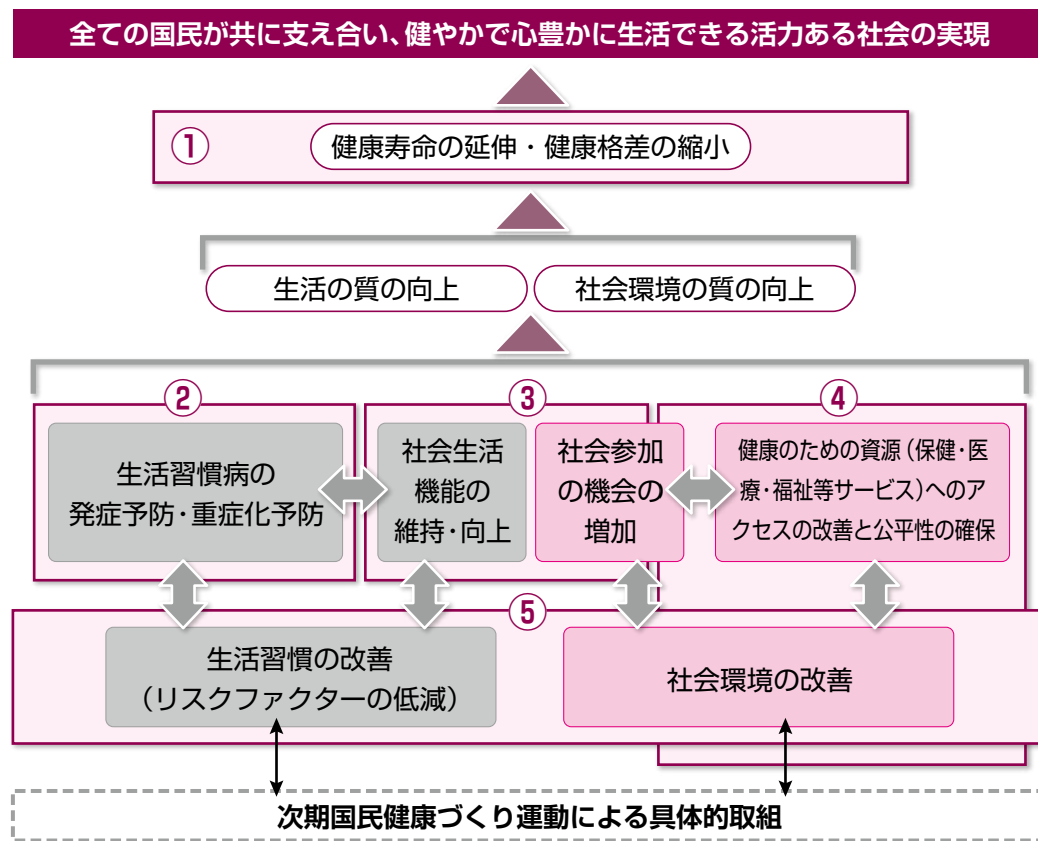 全ての国民が共に支え合い、健やかで心豊かに生活できる活力ある社会の実現
①
健康寿命の延伸・健康格差の縮小
生活の質の向上
社会環境の質の向上
②
生活習慣病の
発症予防・重症化予防
③
社会生活
機能の
維持・向上
社会参加
の機会の
増加
④
健康のための資源(保健・医
療・福祉等サービス)へのア
クセスの改善と公平性の確保
⑤
生活習慣の改善
(リスクファクターの低減)
社会環境の改善
次期国民健康づくり運動による具体的取組